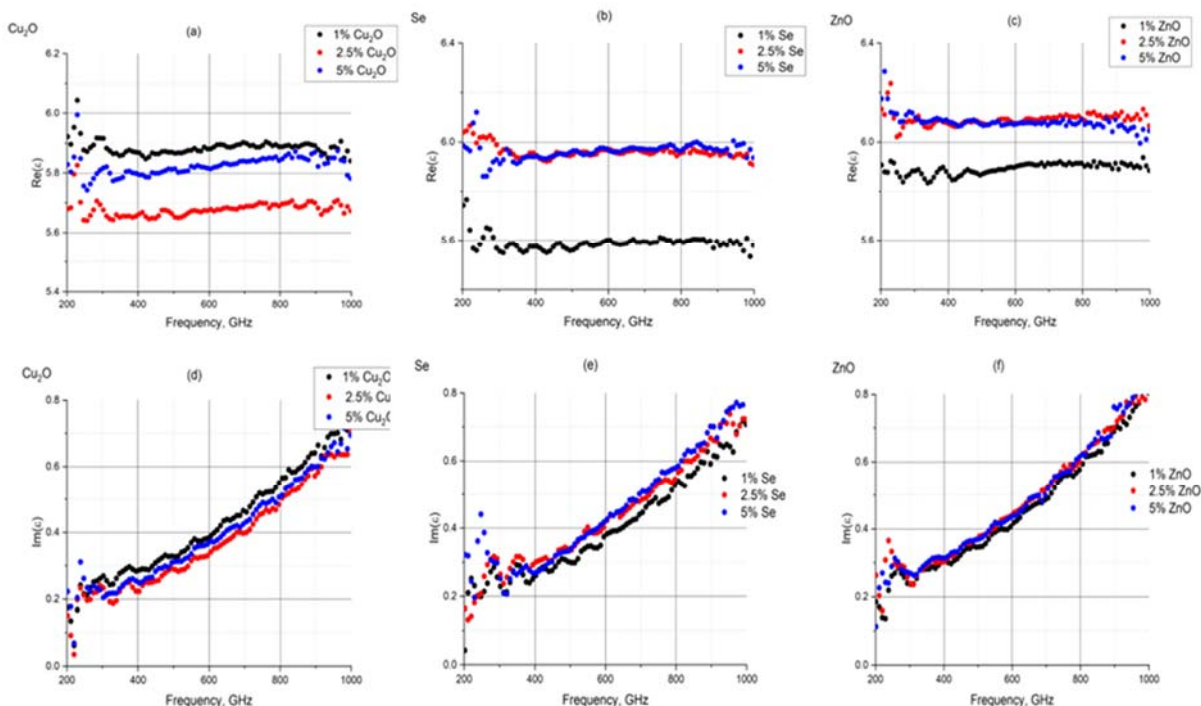 Cu₂O
(a)
1% Cu₂O
2.5% Cu₂O
5% Cu₂O
6.2
6.0
5.8
5.6
5.4
Re(ε)
200 400 600 800 1000
Frequency, GHz
Se
(b)
1% Se
2.5% Se
5% Se
6.4
6.0
5.6
Re(ε)
200 400 600 800 1000
Frequency, GHz
ZnO
(c)
1% ZnO
2.5% ZnO
5% ZnO
6.4
6.0
5.6
Re(ε)
200 400 600 800 1000
Frequency, GHz
Cu₂O
(d)
1% Cu₂O
2.5% Cu
5% Cu₂O
0.8
0.6
0.4
0.2
0.0
Im(ε)
200 400 600 800 1000
Frequency, GHz
Se
(e)
0.8
0.6
0.4
0.2
0.0
Im(ε)
1% Se
2.5% Se
5% Se
200 400 600 800 1000
Frequency, GHz
ZnO
(f)
0.8
0.6
0.4
0.2
0.0
Im(ε)
1% ZnO
2.5% ZnO
5% ZnO
200 400 600 800 1000
Frequency, GHz